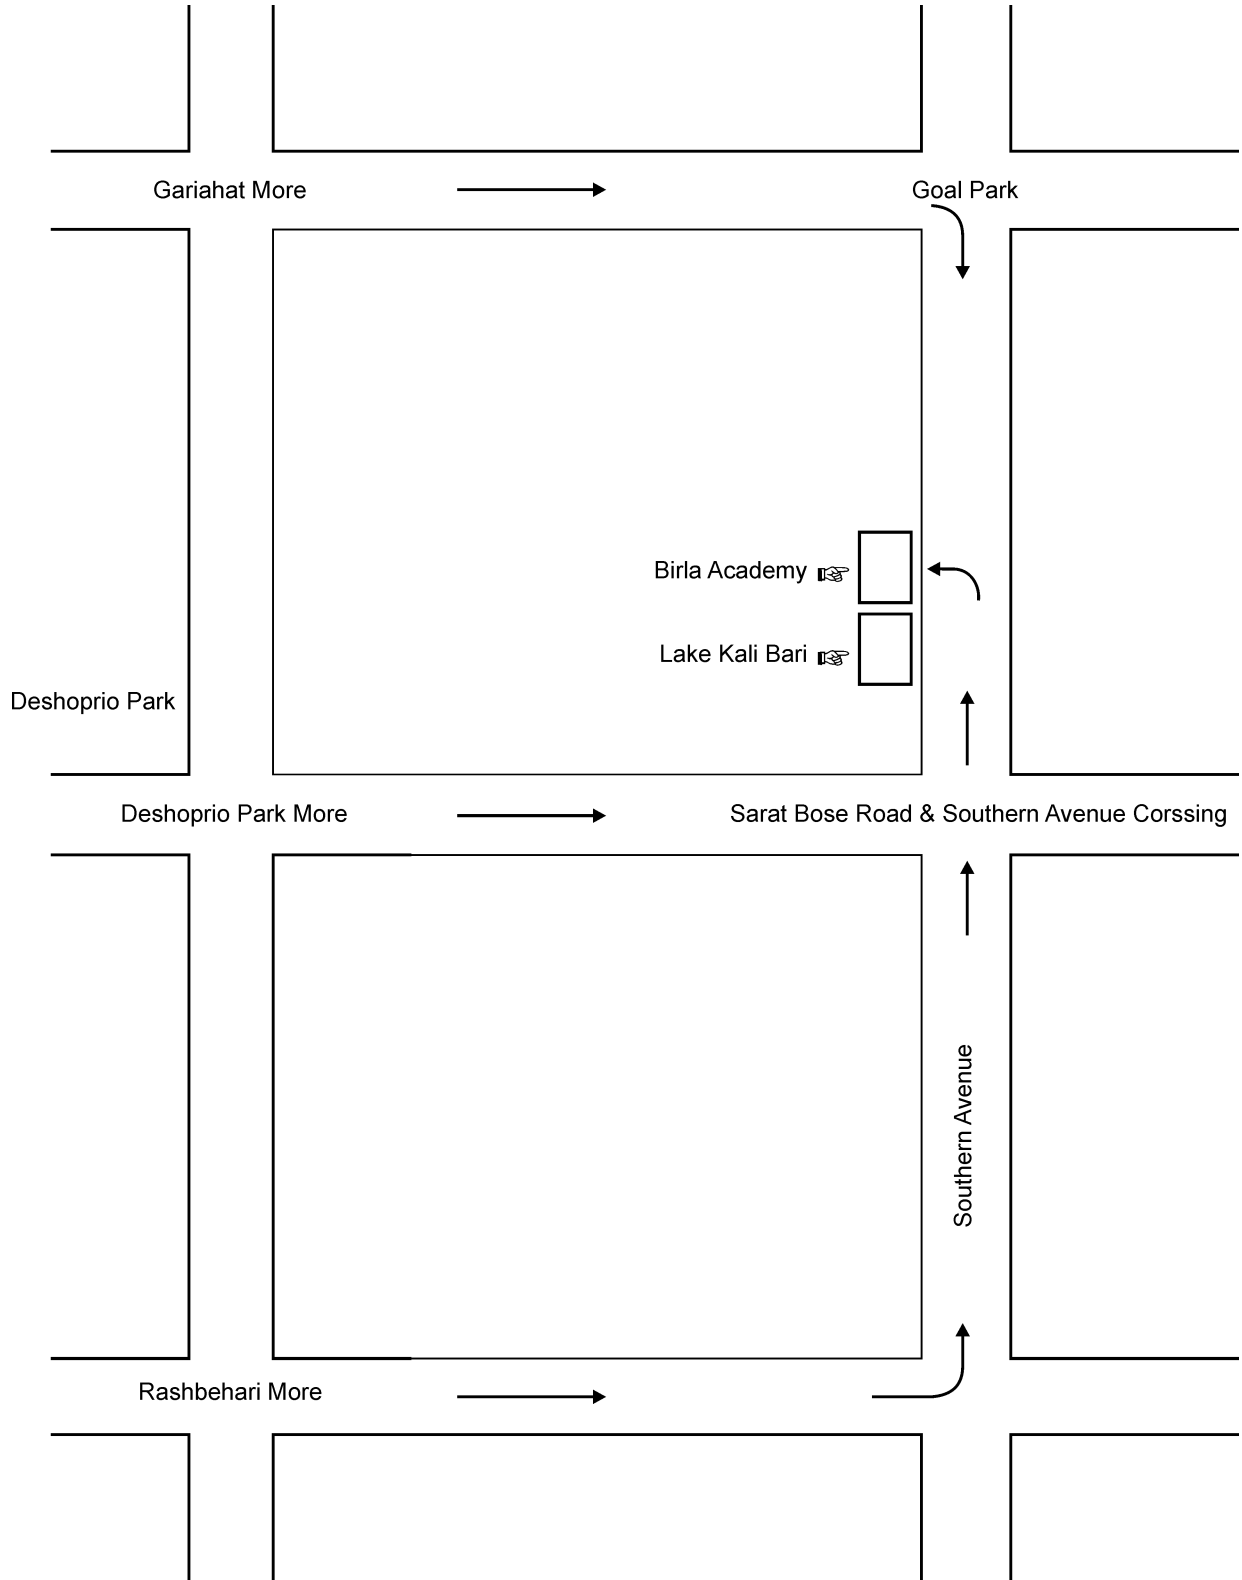 Gariahat More
Goal Park
Birla Academy
Lake Kali Bari
Deshoprio Park
Deshoprio Park More
Sarat Bose Road & Southern Avenue Corssing
Southern Avenue
Rashbehari More